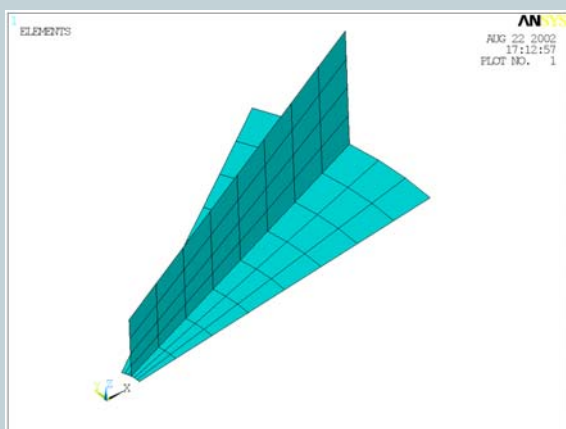 1
ELEMENTS
ANSYS
AUG 22 2002
17:12:57
PLOT NO. 1
Y Z X